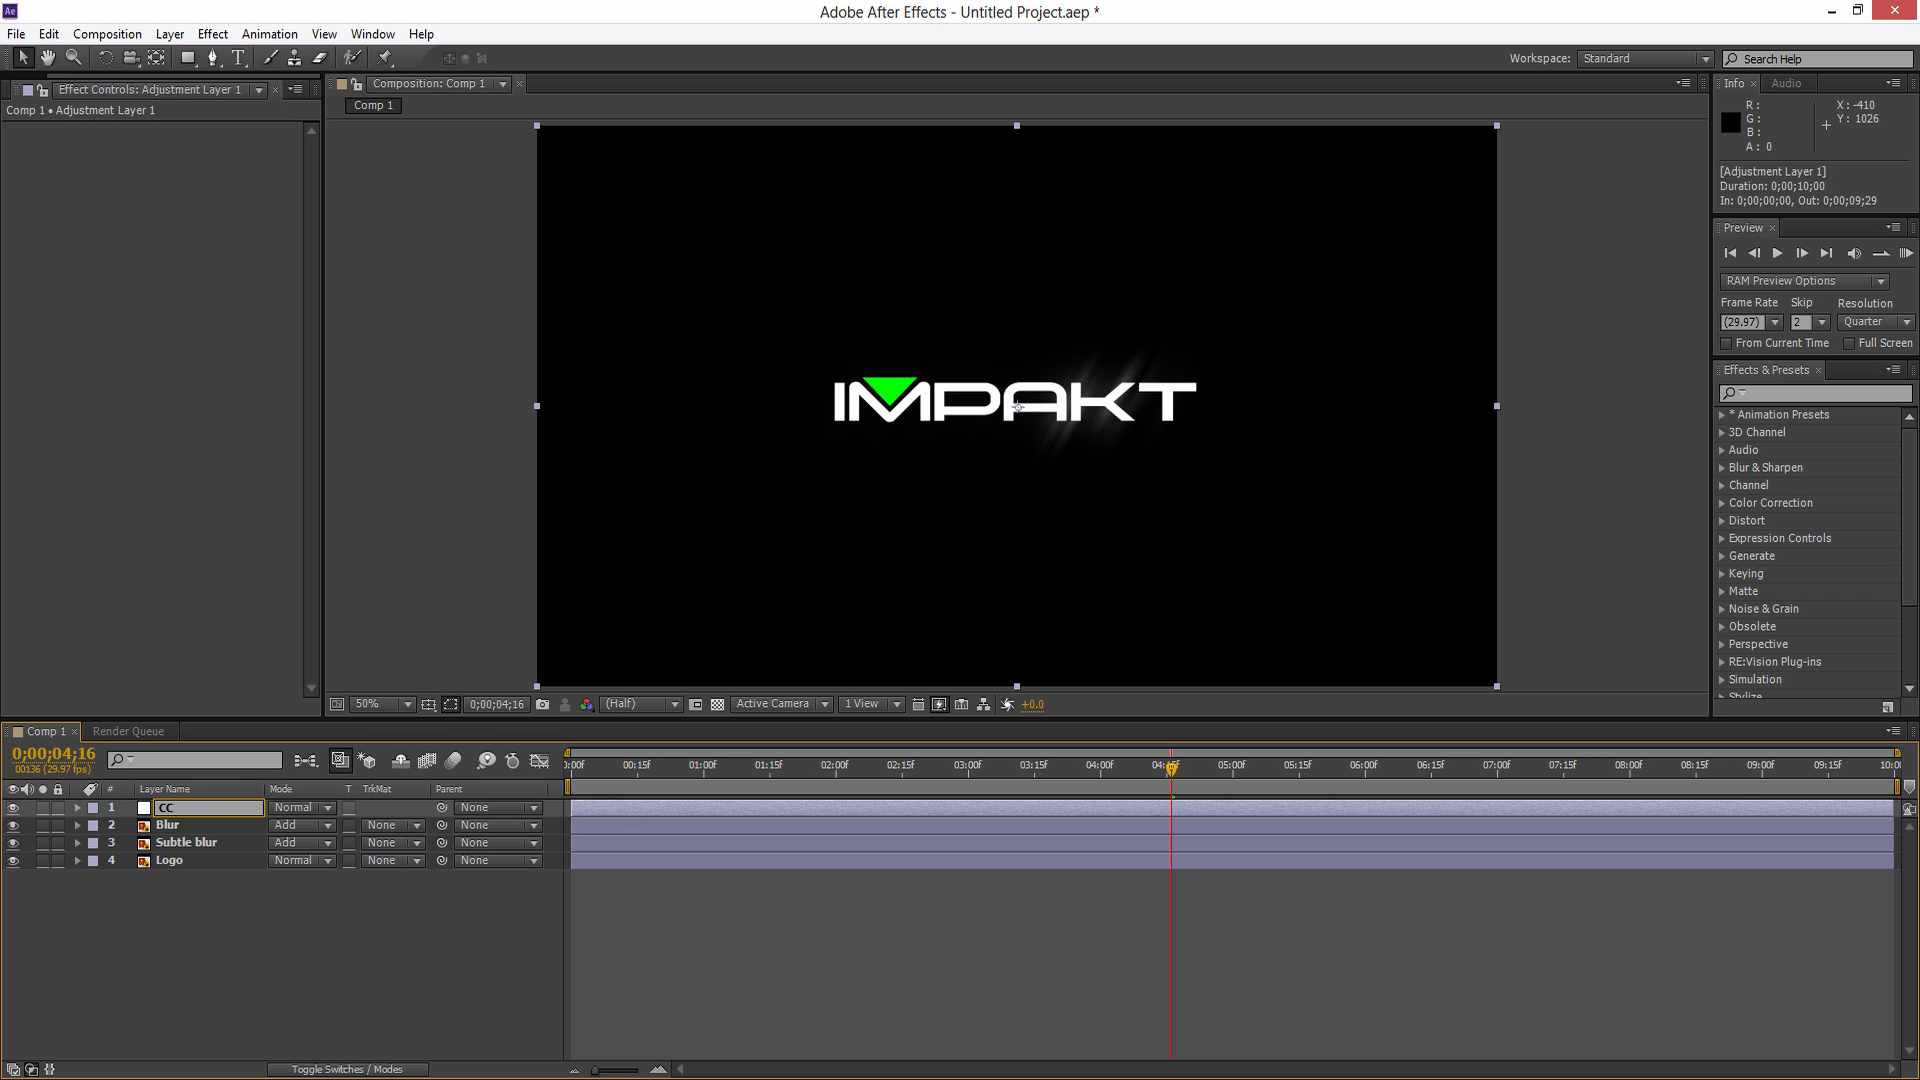 Ae
Adobe After Effects - Untitled Project.aep *
File Edit Composition Layer Effect Animation View Window Help
Workspace: Standard Search Help
Effect Controls: Adjustment Layer 1
Comp 1 • Adjustment Layer 1
Composition: Comp 1
Comp 1
IMPAKT
50% 0;00;04;16 (Half) Active Camera 1 View +0.0
Info Audio
R : X : -410
G : Y : 1026
B :
A : 0
[Adjustment Layer 1]
Duration: 0;00;10;00
In: 0;00;00;00, Out: 0;00;09;29
Preview
RAM Preview Options
Frame Rate Skip Resolution
(29.97) 2 Quarter
From Current Time Full Screen
Effects & Presets
* Animation Presets
3D Channel
Audio
Blur & Sharpen
Channel
Color Correction
Distort
Expression Controls
Generate
Keying
Matte
Noise & Grain
Obsolete
Perspective
RE:Vision Plug-ins
Simulation
Stylize
Comp 1 Render Queue
0;00;04;16
00136 (29.97 fps)
00:15f 01:00f 01:15f 02:00f 02:15f 03:00f 03:15f 04:00f 05:00f 05:15f 06:00f 06:15f 07:00f 07:15f 08:00f 08:15f 09:00f 09:15f
# Layer Name Mode T TrkMat Parent
1 CC Normal None
2 Blur Add None None
3 Subtle blur Add None None
4 Logo Normal None None
Toggle Switches / Modes